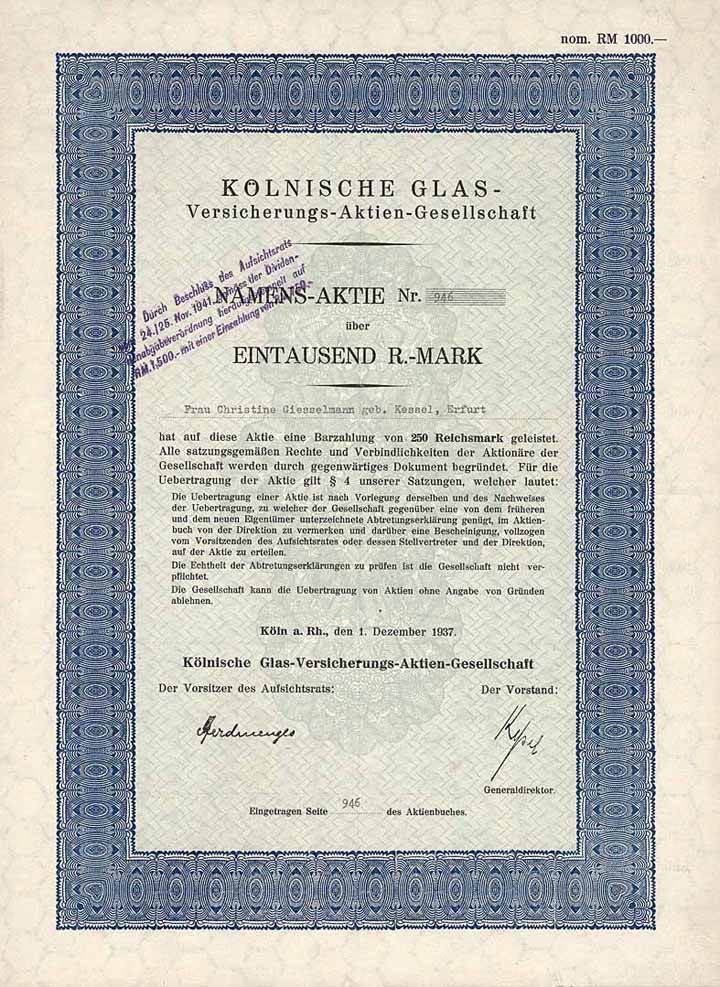 nom. RM 1000.—
KÖLNISCHE GLAS-
Versicherungs-Aktien-Gesellschaft
Durch Beschluss des Aufsichtsrats
24./25. Nov. 1941 der Dividen-
auf
RM. 1,500.- mit einer Einzahlung von
NAMENS-AKTIE Nr. 946
über
EINTAUSEND R.-MARK
Frau Christine Giesselmann geb. Kessel, Erfurt
hat auf diese Aktie eine Barzahlung von 250 Reichsmark geleistet.
Alle satzungsgemäßen Rechte und Verbindlichkeiten der Aktionäre der
Gesellschaft werden durch gegenwärtiges Dokument begründet. Für die
Uebertragung der Aktie gilt § 4 unserer Satzungen, welcher lautet:
Die Uebertragung einer Aktie ist nach Vorlegung derselben und des Nachweises
der Uebertragung, zu welcher der Gesellschaft gegenüber eine von dem früheren
und dem neuen Eigentümer unterzeichnete Abtretungserklärung genügt, im Aktien-
buch von der Direktion zu vermerken und darüber eine Bescheinigung, vollzogen
vom Vorsitzenden des Aufsichtsrates oder dessen Stellvertreter und der Direktion,
auf der Aktie zu erteilen.
Die Echtheit der Abtretungserklärungen zu prüfen ist die Gesellschaft nicht ver-
pflichtet.
Die Gesellschaft kann die Uebertragung von Aktien ohne Angabe von Gründen
ablehnen.
Köln a. Rh., den 1. Dezember 1937.
Kölnische Glas-Versicherungs-Aktien-Gesellschaft
Der Vorsitzer des Aufsichtsrats: Der Vorstand:
Generaldirektor.
Eingetragen Seite 946 des Aktienbuches.